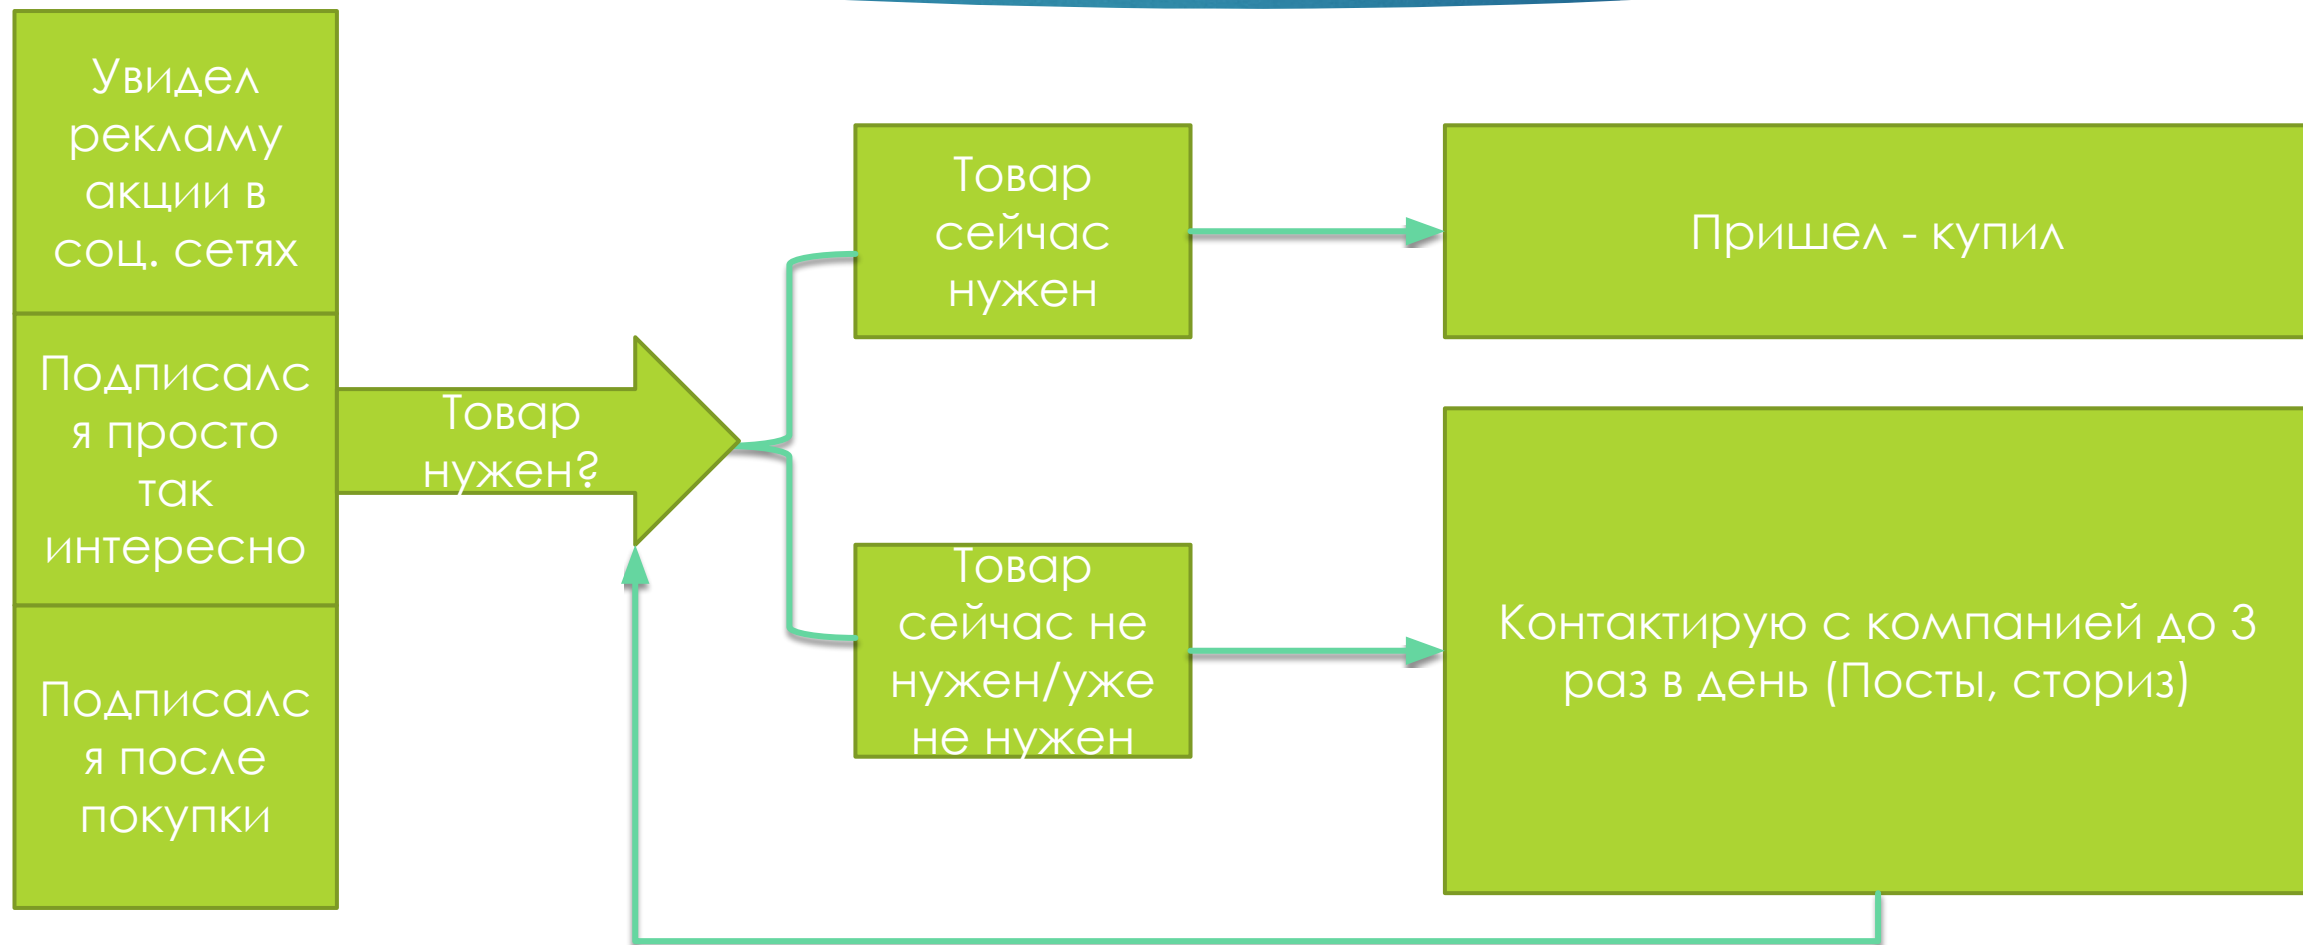 Увидел
рекламу
акции в
соц. сетях
Подписалс
я просто
так
интересно
Подписалс
я после
покупки
Товар
нужен?
Товар
сейчас
нужен
Пришел - купил
Товар
сейчас не
нужен/уже
не нужен
Контактирую с компанией до 3
раз в день (Посты, сториз)